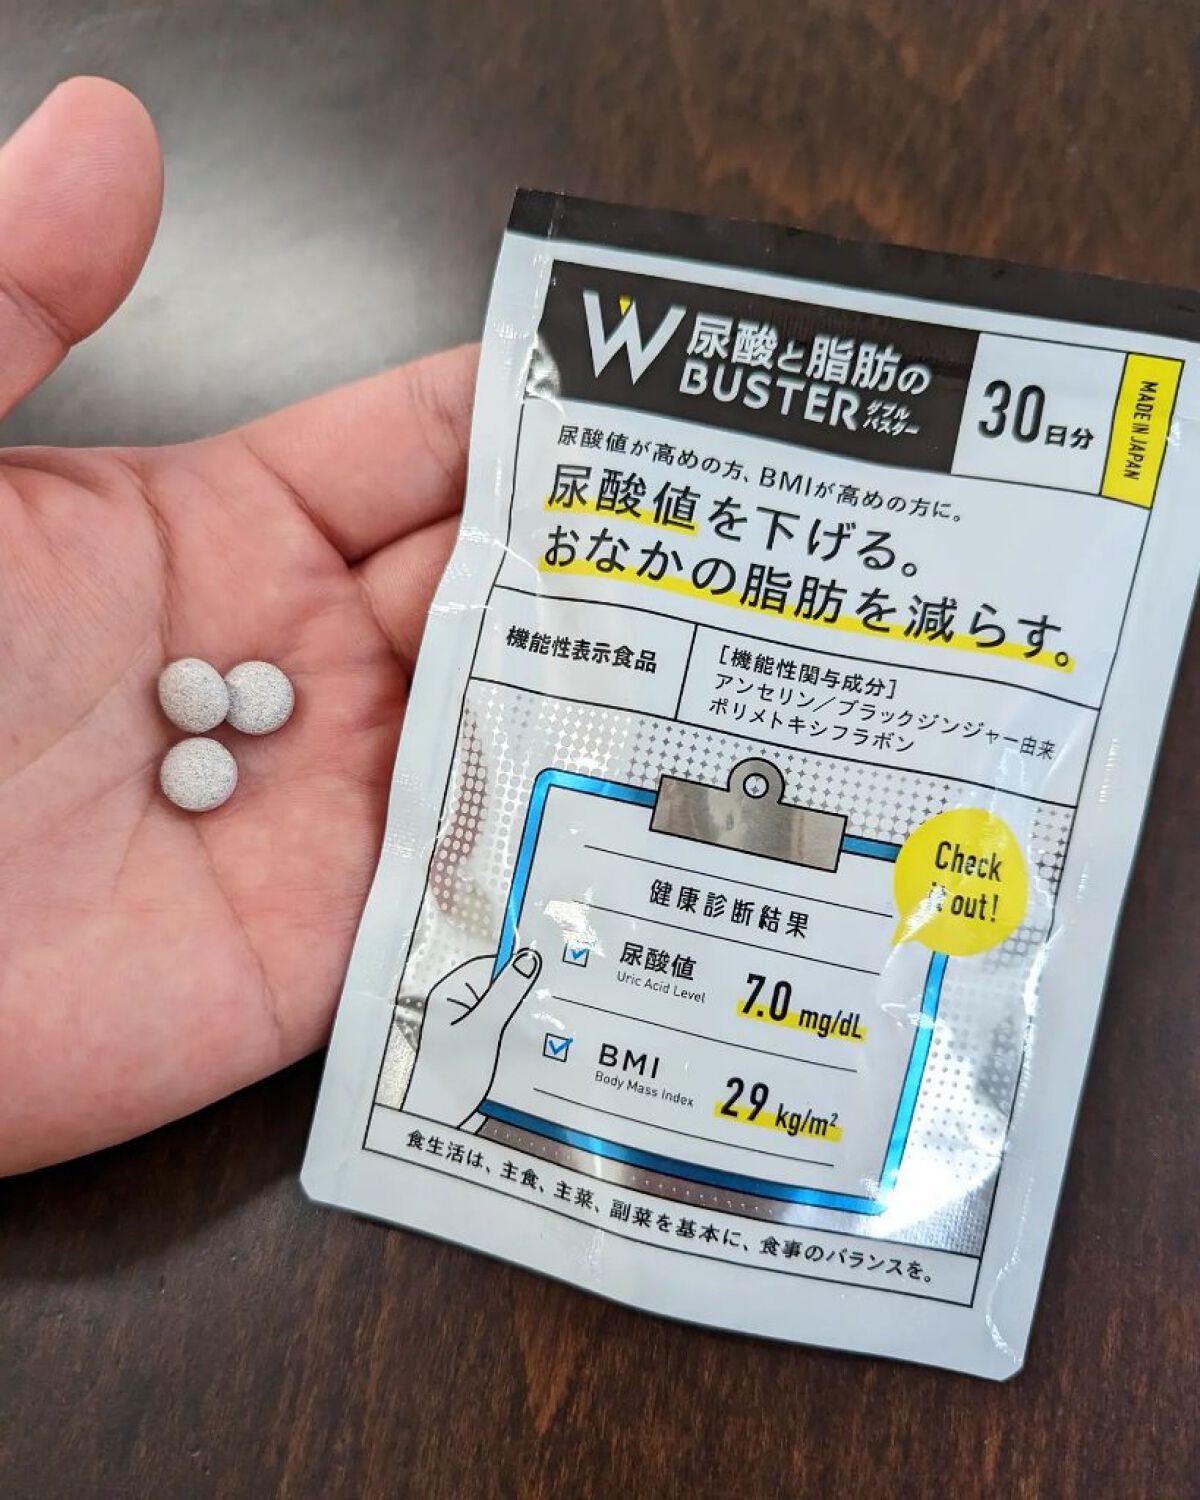 W 尿酸と脂肪の
BUSTER ダブル
バスター
30日分
MADE IN JAPAN
尿酸値が高めの方、BMIが高めの方に。
尿酸値を下げる。
おなかの脂肪を減らす。
機能性表示食品
[機能性関与成分]
アンセリン／ブラックジンジャー由来
ポリメトキシフラボン
Check
it out!
健康診断結果
尿酸値
Uric Acid Level
7.0 mg/dL
BMI
Body Mass Index
29 kg/m²
食生活は、主食、主菜、副菜を基本に、食事のバランスを。